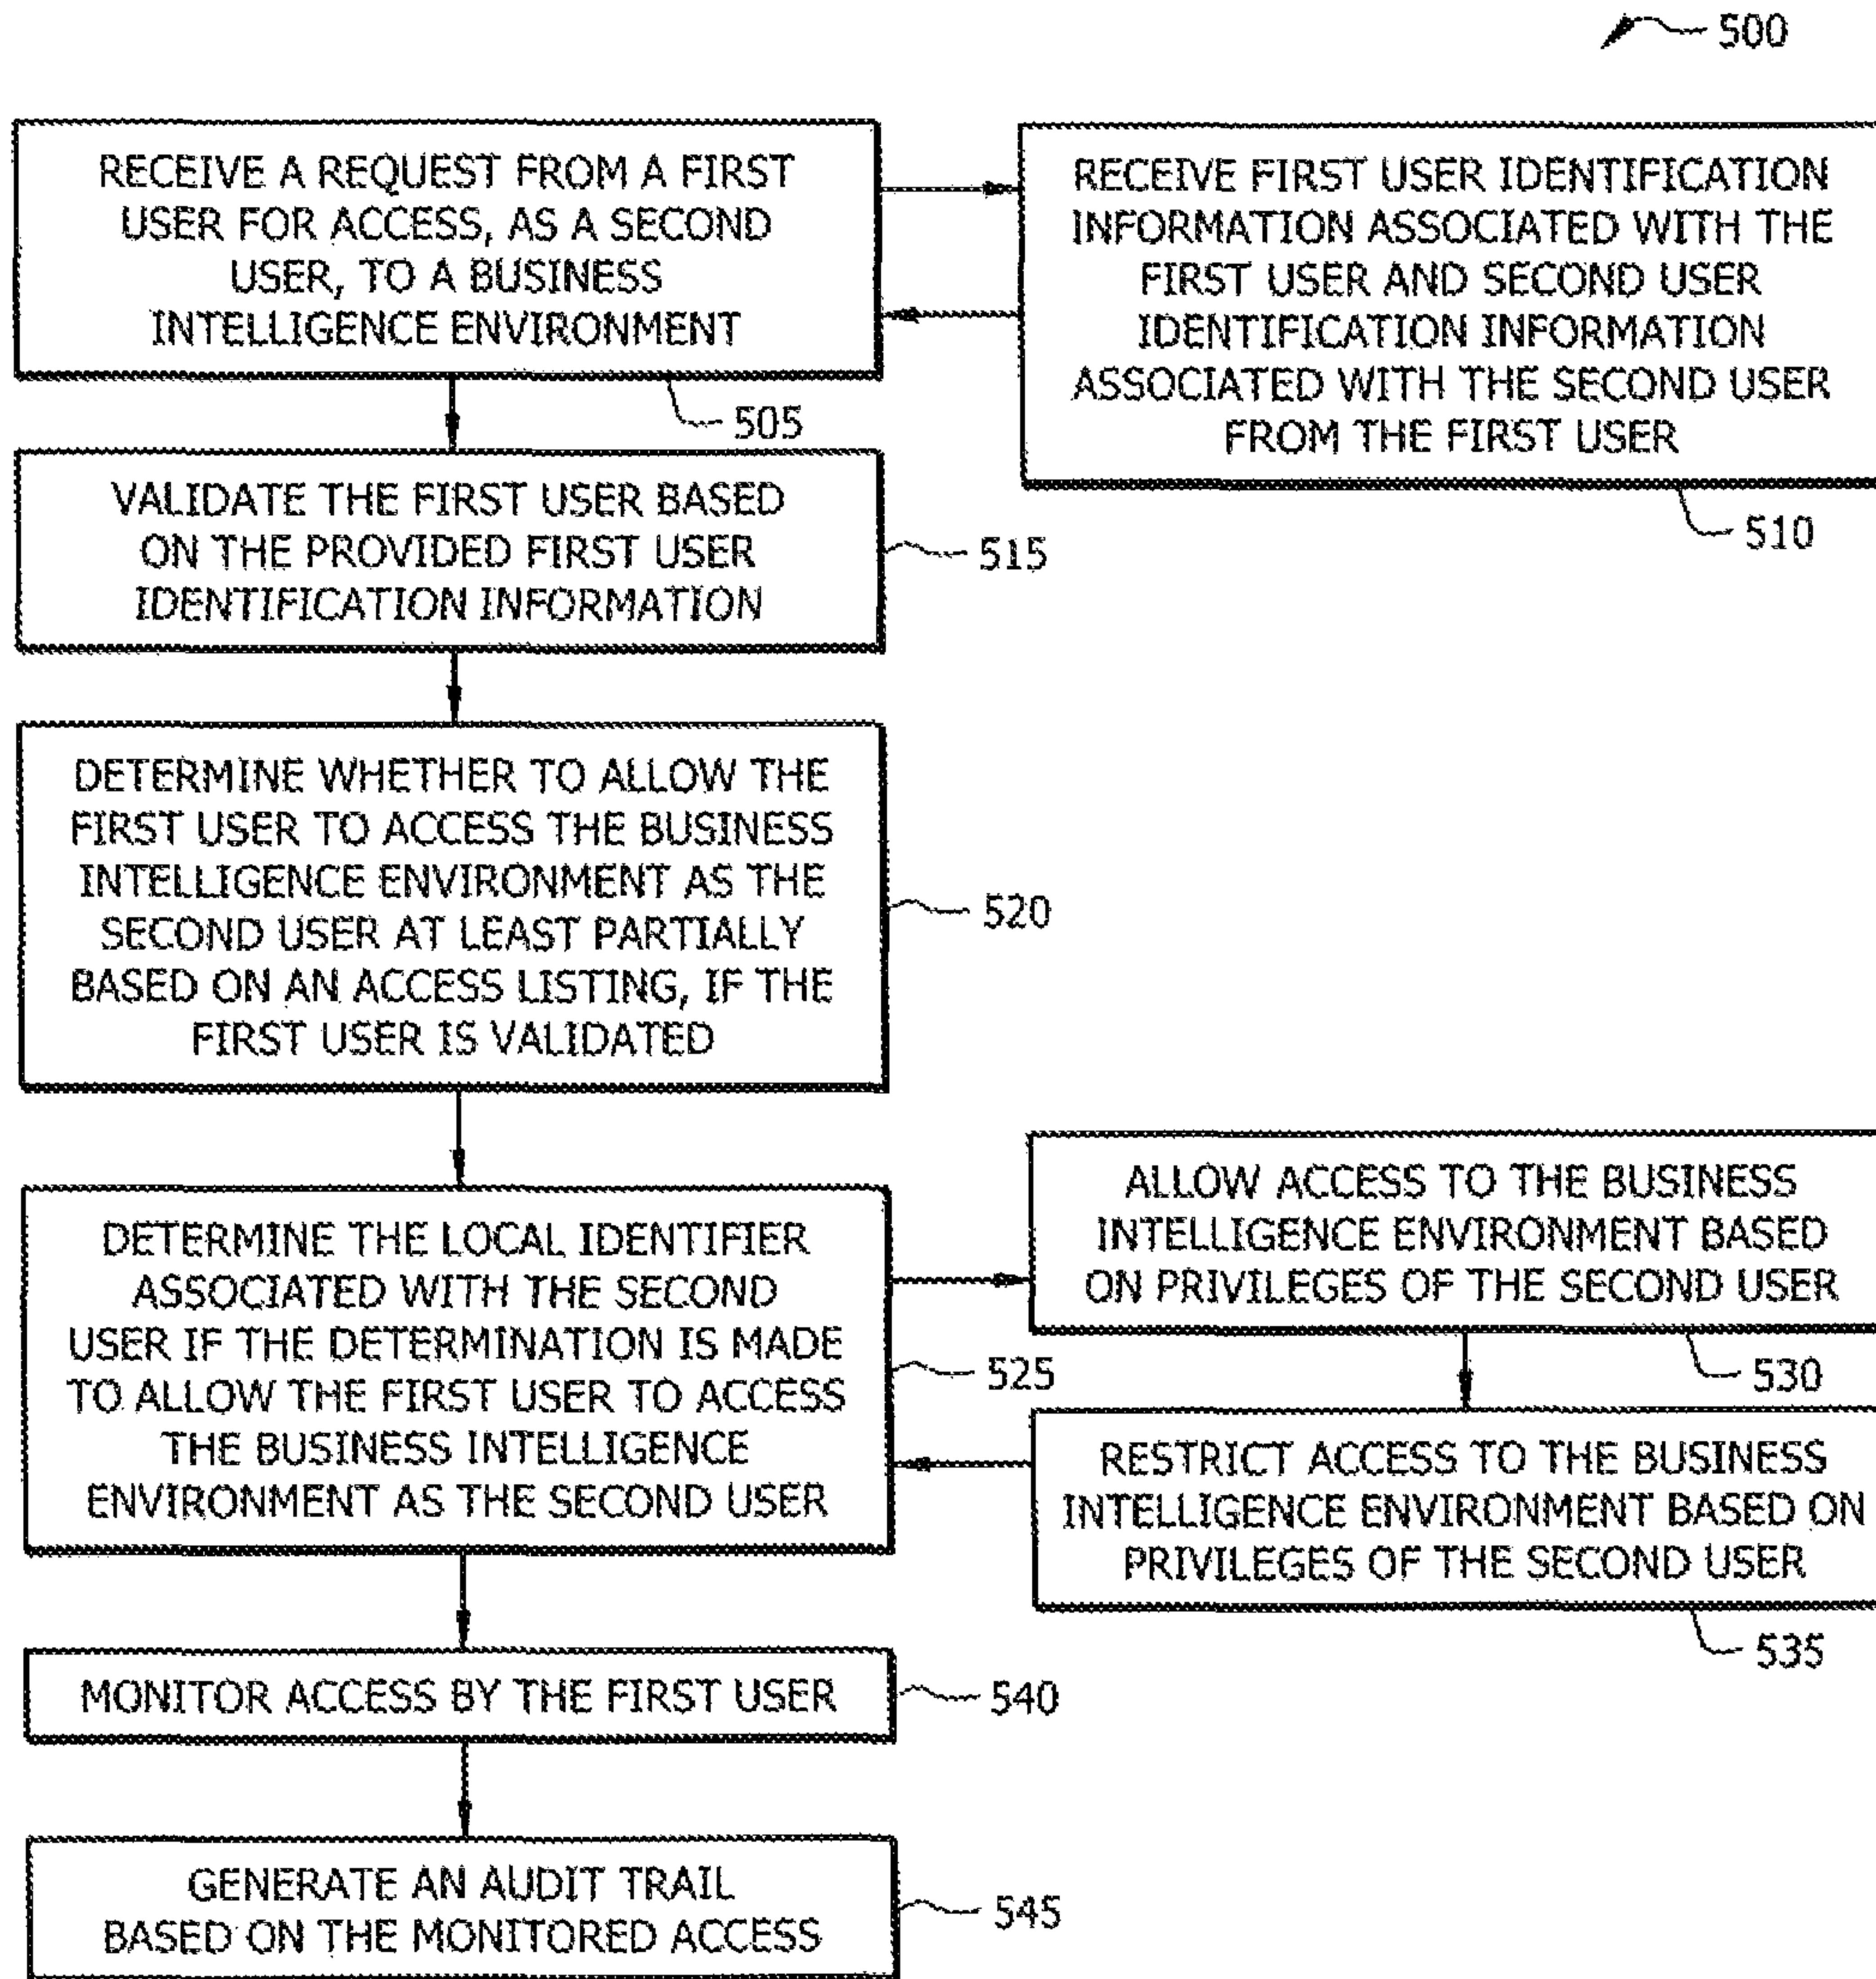 500
RECEIVE A REQUEST FROM A FIRST
USER FOR ACCESS, AS A SECOND
USER, TO A BUSINESS
INTELLIGENCE ENVIRONMENT
505
RECEIVE FIRST USER IDENTIFICATION
INFORMATION ASSOCIATED WITH THE
FIRST USER AND SECOND USER
IDENTIFICATION INFORMATION
ASSOCIATED WITH THE SECOND USER
FROM THE FIRST USER
510
VALIDATE THE FIRST USER BASED
ON THE PROVIDED FIRST USER
IDENTIFICATION INFORMATION
515
DETERMINE WHETHER TO ALLOW THE
FIRST USER TO ACCESS THE BUSINESS
INTELLIGENCE ENVIRONMENT AS THE
SECOND USER AT LEAST PARTIALLY
BASED ON AN ACCESS LISTING, IF THE
FIRST USER IS VALIDATED
520
DETERMINE THE LOCAL IDENTIFIER
ASSOCIATED WITH THE SECOND
USER IF THE DETERMINATION IS MADE
TO ALLOW THE FIRST USER TO ACCESS
THE BUSINESS INTELLIGENCE
ENVIRONMENT AS THE SECOND USER
525
ALLOW ACCESS TO THE BUSINESS
INTELLIGENCE ENVIRONMENT BASED
ON PRIVILEGES OF THE SECOND USER
530
RESTRICT ACCESS TO THE BUSINESS
INTELLIGENCE ENVIRONMENT BASED ON
PRIVILEGES OF THE SECOND USER
535
MONITOR ACCESS BY THE FIRST USER
540
GENERATE AN AUDIT TRAIL
BASED ON THE MONITORED ACCESS
545